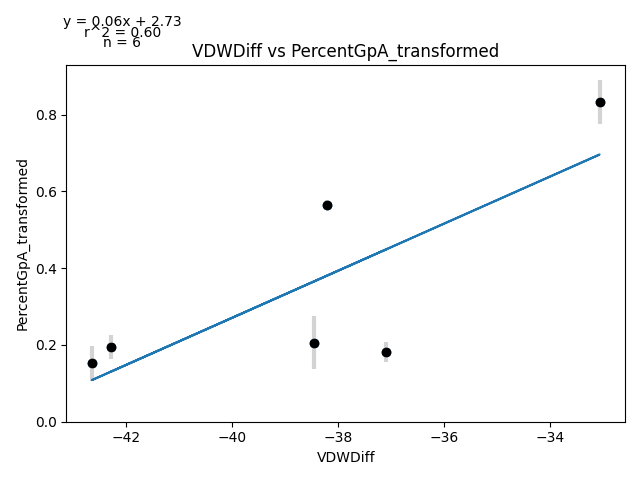 y = 0.06x + 2.73
r^2 = 0.60
n = 6
VDWDiff vs PercentGpA_transformed
PercentGpA_transformed
0.8
0.6
0.4
0.2
0.0
−42
−40
−38
−36
−34
VDWDiff